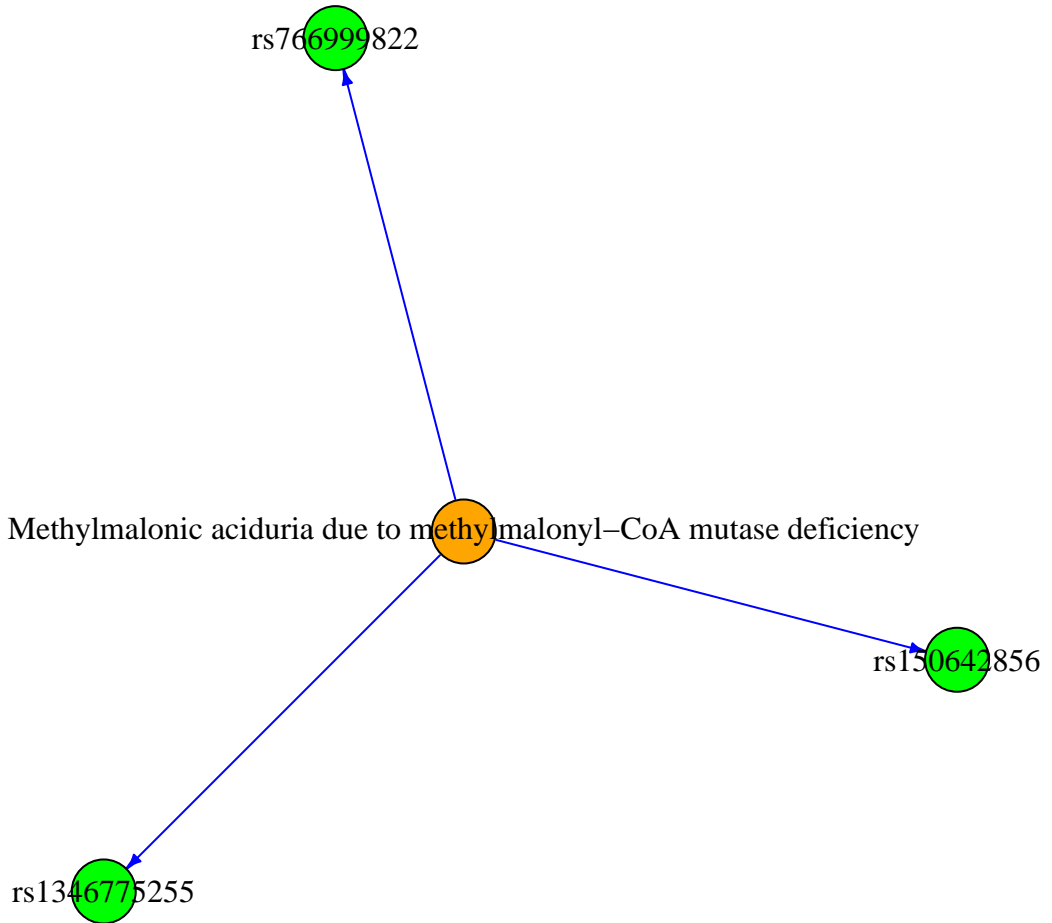 rs766999822
Methylmalonic aciduria due to methylmalonyl−CoA mutase deficiency
rs150642856
rs1346775255